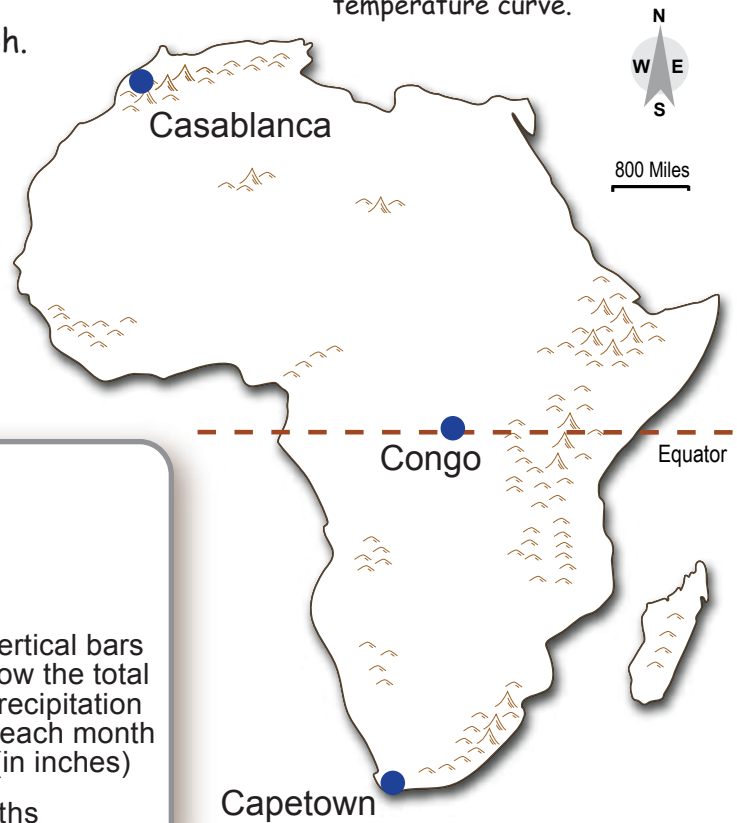 temperature curve.
h.
N
W E
S
Casablanca
800 Miles
Congo
Equator
ertical bars
ow the total
recipitation
each month
(in inches)
ths
Capetown